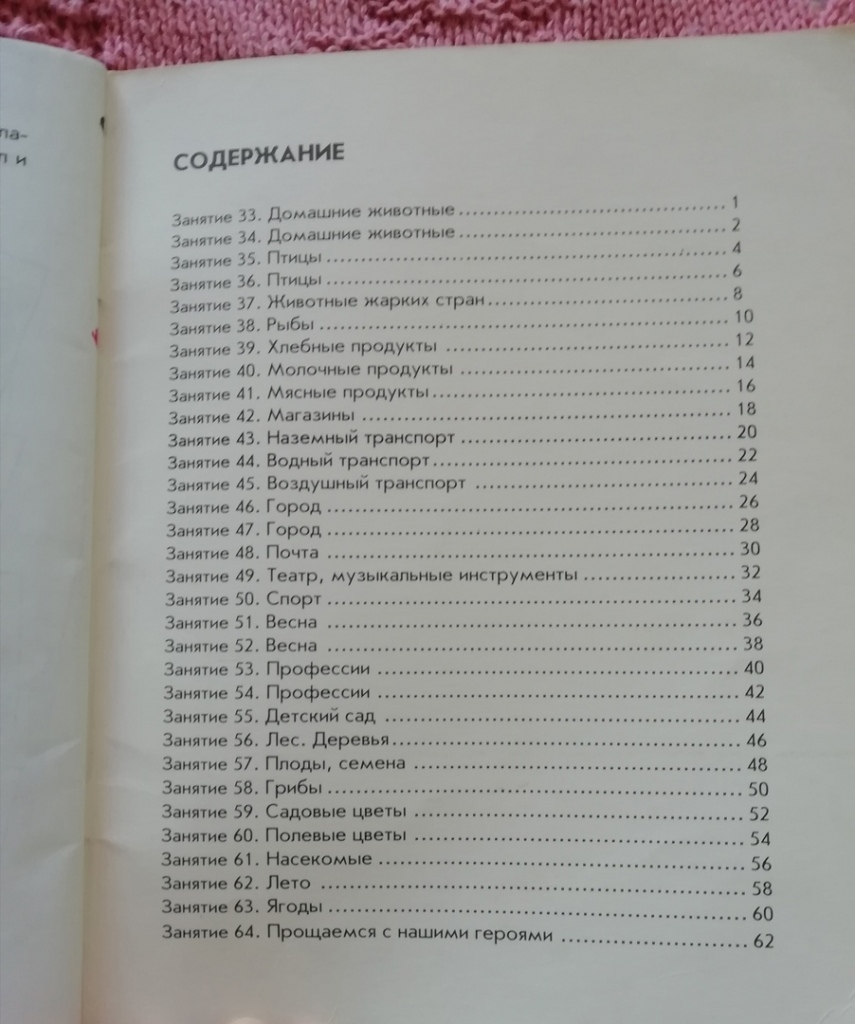 ла-
и
СОДЕРЖАНИЕ
Занятие 33. Домашние животные........................................ 1
Занятие 34. Домашние животные........................................ 2
Занятие 35. Птицы............................................................ 4
Занятие 36. Птицы............................................................ 6
Занятие 37. Животные жарких стран.................................... 8
Занятие 38. Рыбы............................................................. 10
Занятие 39. Хлебные продукты .......................................... 12
Занятие 40. Молочные продукты ........................................ 14
Занятие 41. Мясные продукты............................................ 16
Занятие 42. Магазины ...................................................... 18
Занятие 43. Наземный транспорт ........................................ 20
Занятие 44. Водный транспорт............................................ 22
Занятие 45. Воздушный транспорт ...................................... 24
Занятие 46. Город............................................................ 26
Занятие 47. Город............................................................ 28
Занятие 48. Почта ........................................................... 30
Занятие 49. Театр, музыкальные инструменты ...................... 32
Занятие 50. Спорт............................................................ 34
Занятие 51. Весна ........................................................... 36
Занятие 52. Весна ........................................................... 38
Занятие 53. Профессии .................................................... 40
Занятие 54. Профессии .................................................... 42
Занятие 55. Детский сад ................................................... 44
Занятие 56. Лес. Деревья.................................................. 46
Занятие 57. Плоды, семена ............................................... 48
Занятие 58. Грибы........................................................... 50
Занятие 59. Садовые цветы ............................................... 52
Занятие 60. Полевые цветы ............................................... 54
Занятие 61. Насекомые .................................................... 56
Занятие 62. Лето ............................................................ 58
Занятие 63. Ягоды........................................................... 60
Занятие 64. Прощаемся с нашими героями .......................... 62